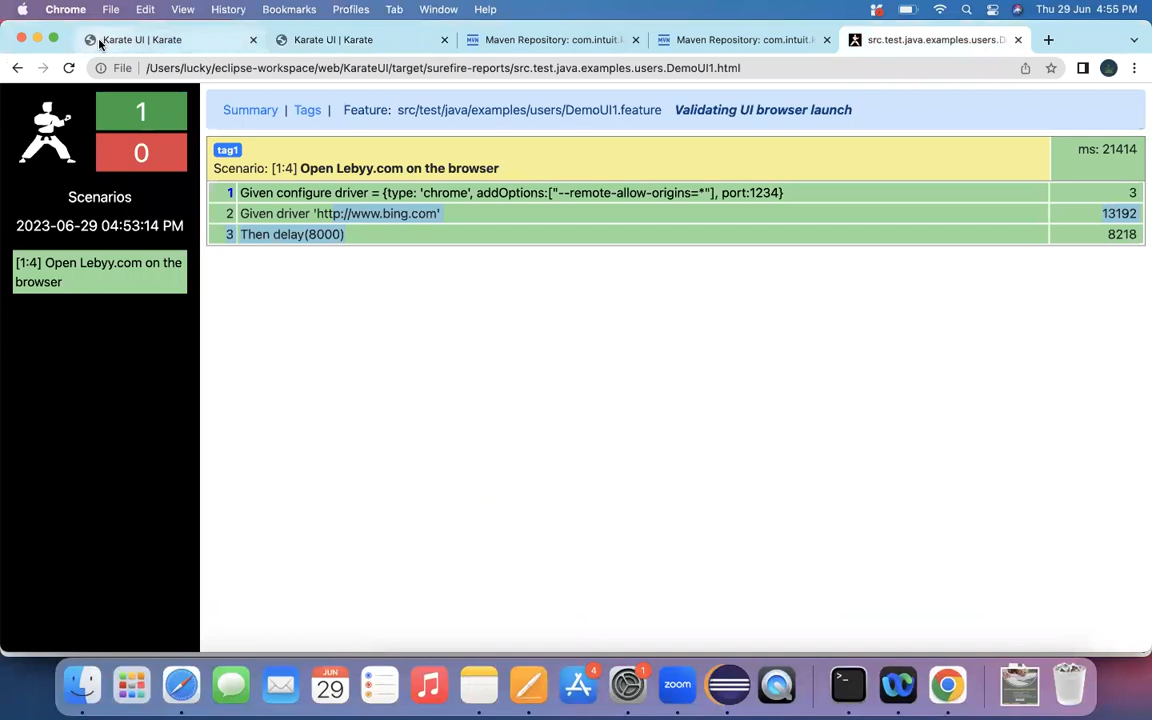 Chrome File Edit View History Bookmarks Profiles Tab Window Help Thu 29 Jun 4:55 PM
Karate UI | Karate Karate UI | Karate Maven Repository: com.intuit.k Maven Repository: com.intuit.k src.test.java.examples.users.D
File /Users/lucky/eclipse-workspace/web/KarateUI/target/surefire-reports/src.test.java.examples.users.DemoUI1.html
1
0
Scenarios
2023-06-29 04:53:14 PM
[1:4] Open Lebyy.com on the
browser
Summary | Tags | Feature: src/test/java/examples/users/DemoUI1.feature Validating UI browser launch
tag1 ms: 21414
Scenario: [1:4] Open Lebyy.com on the browser
1 Given configure driver = {type: 'chrome', addOptions:["--remote-allow-origins=*"], port:1234} 3
2 Given driver 'http://www.bing.com' 13192
3 Then delay(8000) 8218
JUN
29
4
1
zoom